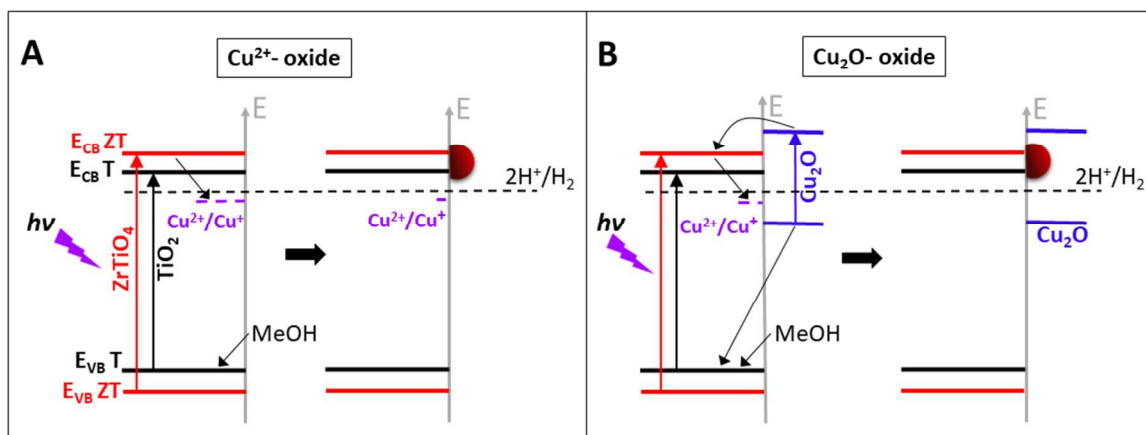 A
Cu²⁺- oxide
E
E
E_CB ZT
E_CB T
2H⁺/H₂
Cu²⁺/Cu⁺
Cu²⁺/Cu⁺
hν
ZrTiO₄
TiO₂
MeOH
E_VB T
E_VB ZT
B
Cu₂O- oxide
E
E
Cu₂O
2H⁺/H₂
Cu²⁺/Cu⁺
hν
Cu₂O
MeOH